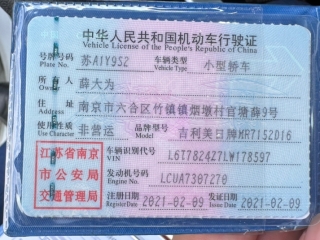 中华人民共和国机动车行驶证
Vehicle License of the People's Republic of China
号牌号码 苏A1Y9SZ 车辆类型 小型轿车
Plate No. Vehicle Type
所有人 薛大为
Owner
住址 南京市六合区竹镇镇烟墩村官塘薛9号
Address
使用性质 非营运 品牌型号 吉利美日牌MR7152D16
Use Character Model
江苏省南京市公安局交通管理局
车辆识别代号 L6T7824Z7LW178597
VIN
发动机号码 LCUA7307270
Engine No.
注册日期 2021-02-09 发证日期 2021-02-09
Register Date Issue Date